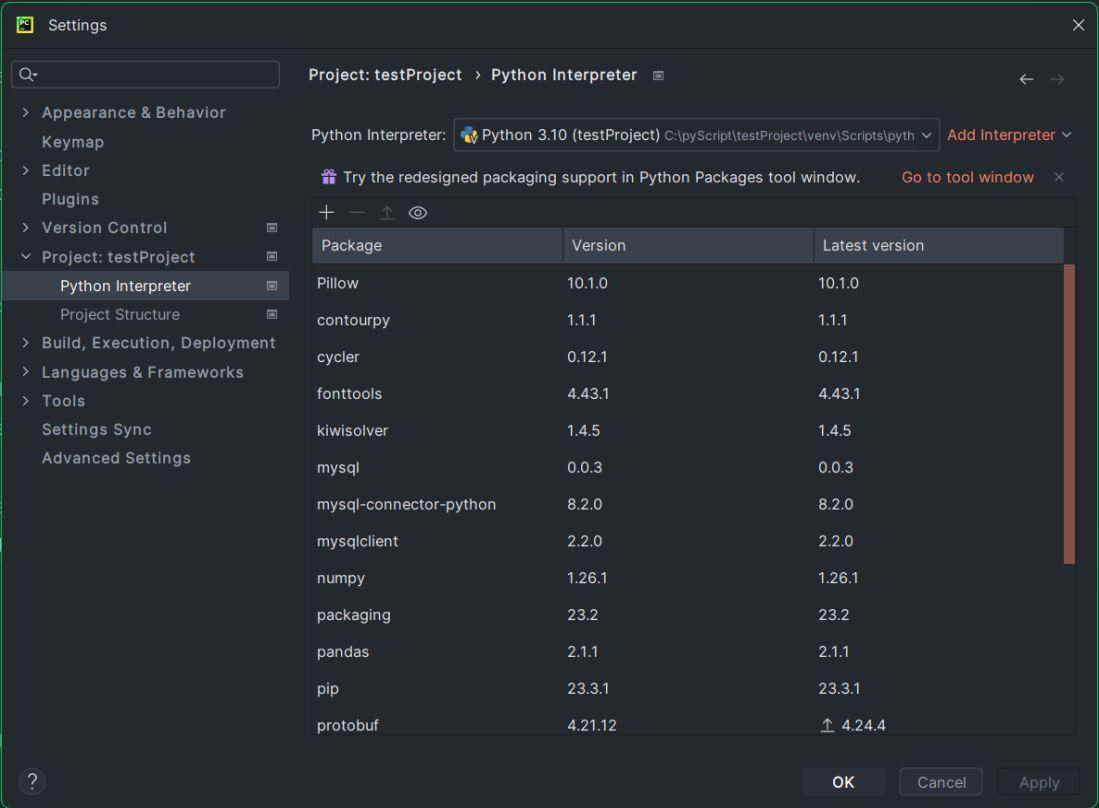 PC Settings
Project: testProject › Python Interpreter
Appearance & Behavior
Keymap
Editor
Plugins
Version Control
Project: testProject
Python Interpreter
Project Structure
Build, Execution, Deployment
Languages & Frameworks
Tools
Settings Sync
Advanced Settings
Python Interpreter: Python 3.10 (testProject) C:\pyScript\testProject\venv\Scripts\pyth Add Interpreter
Try the redesigned packaging support in Python Packages tool window. Go to tool window
Package Version Latest version
Pillow 10.1.0 10.1.0
contourpy 1.1.1 1.1.1
cycler 0.12.1 0.12.1
fonttools 4.43.1 4.43.1
kiwisolver 1.4.5 1.4.5
mysql 0.0.3 0.0.3
mysql-connector-python 8.2.0 8.2.0
mysqlclient 2.2.0 2.2.0
numpy 1.26.1 1.26.1
packaging 23.2 23.2
pandas 2.1.1 2.1.1
pip 23.3.1 23.3.1
protobuf 4.21.12 4.24.4
? OK Cancel Apply